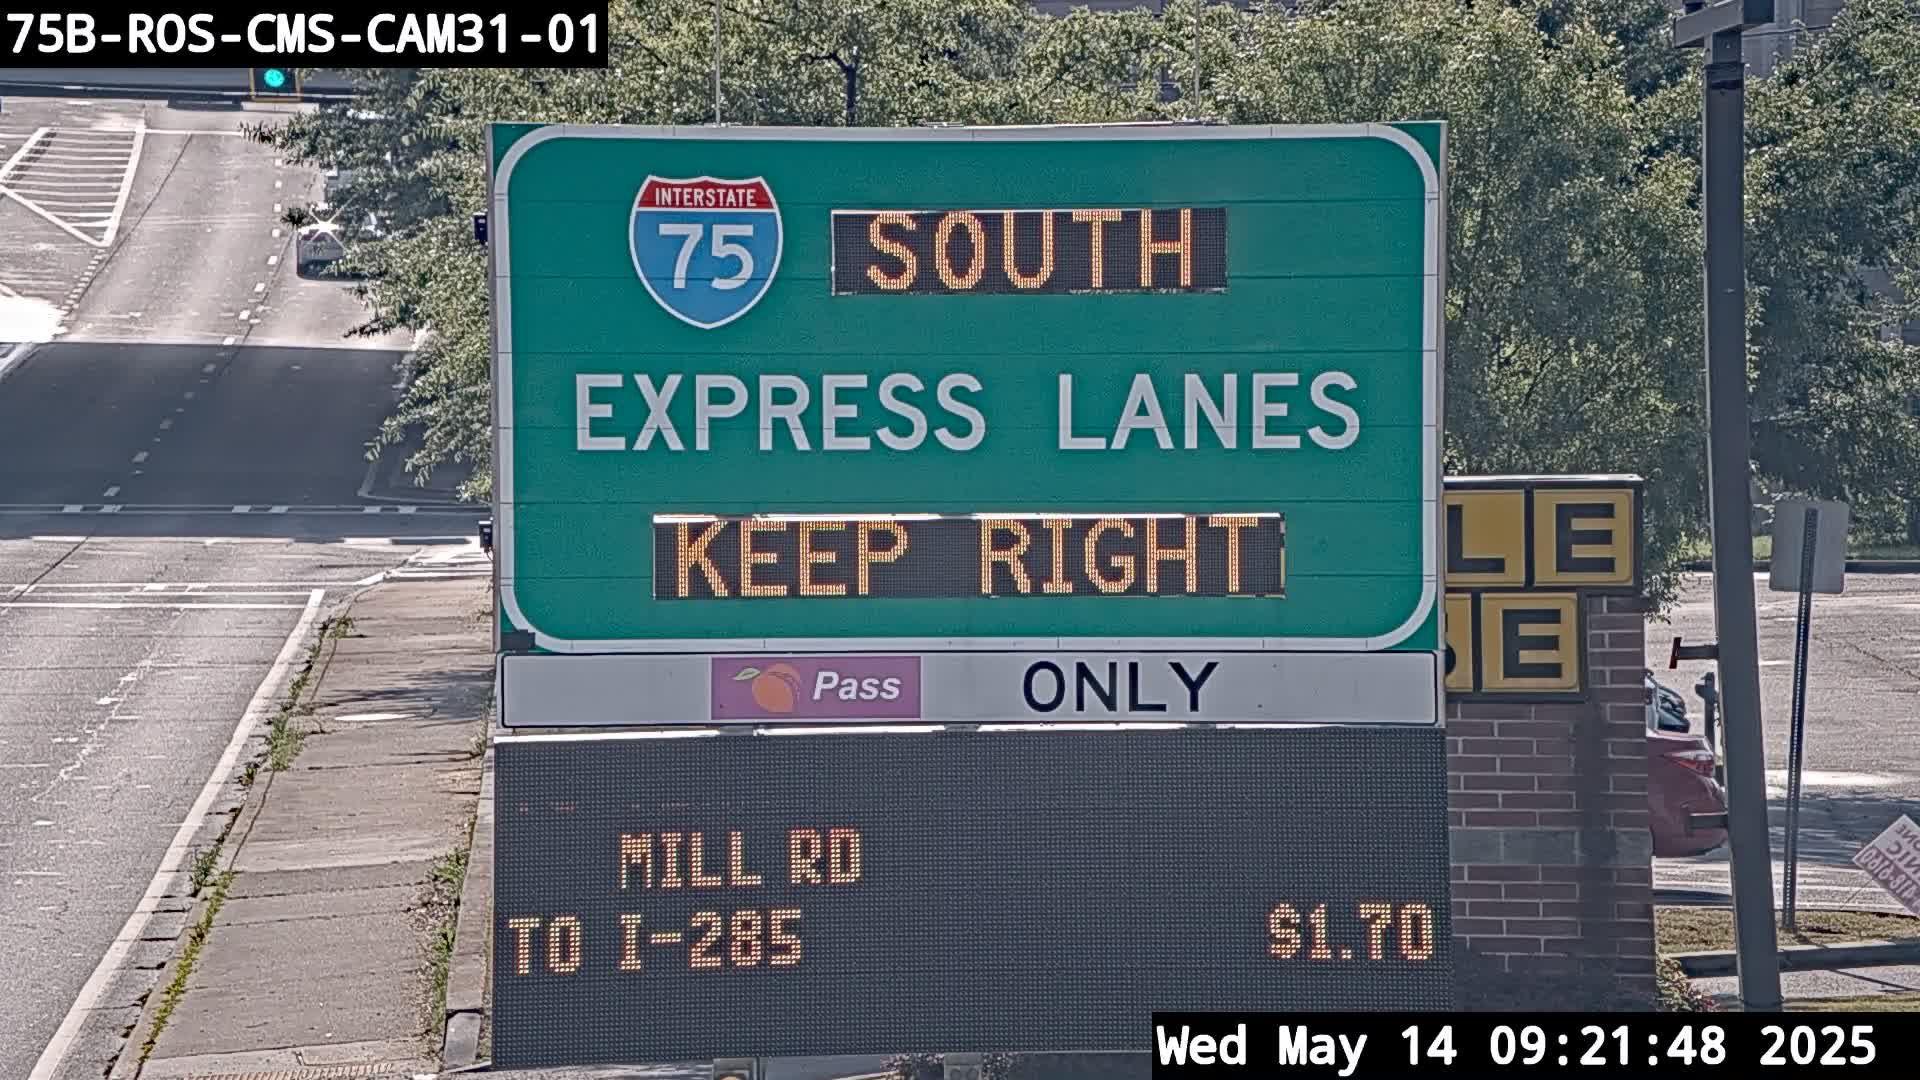 75B-ROS-CMS-CAM31-01
INTERSTATE
75
SOUTH
EXPRESS LANES
KEEP RIGHT
Pass ONLY
MILL RD
TO I-285 $1.70
LE
E
Wed May 14 09:21:48 2025